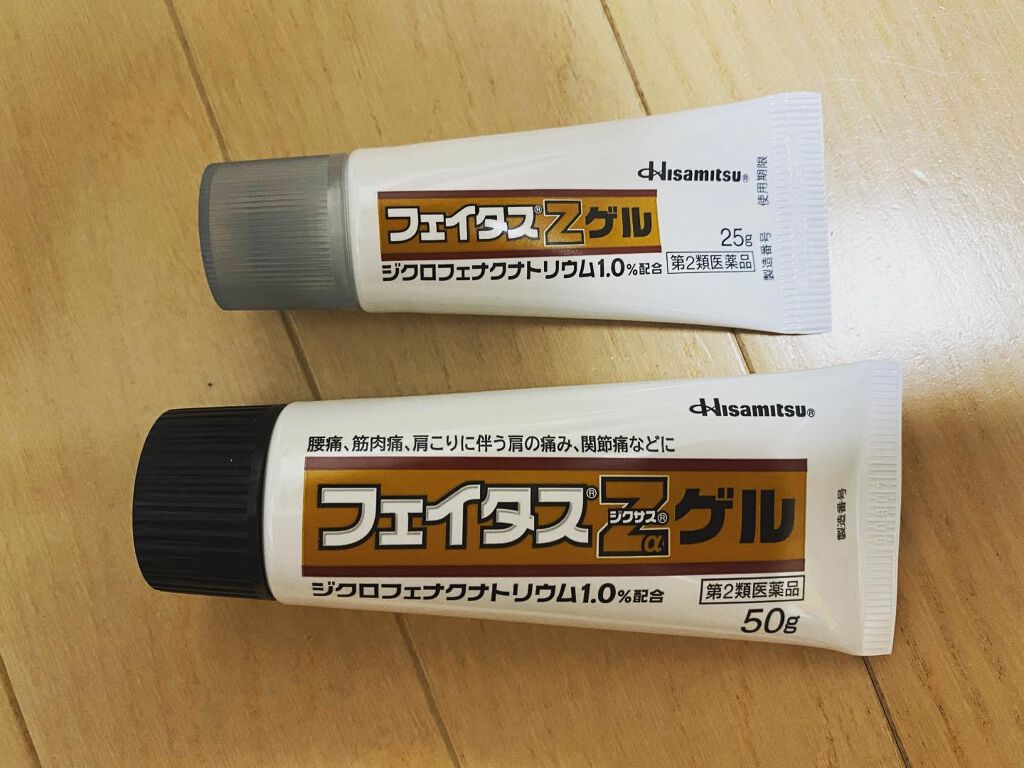 Hisamitsu®
フェイタス®Zゲル
ジクロフェナクナトリウム1.0%配合
25g
第2類医薬品
使用期限
製造番号
Hisamitsu®
腰痛、筋肉痛、肩こりに伴う肩の痛み、関節痛などに
フェイタス®Zジクサス®αゲル
ジクロフェナクナトリウム1.0%配合
第2類医薬品
50g
製造番号